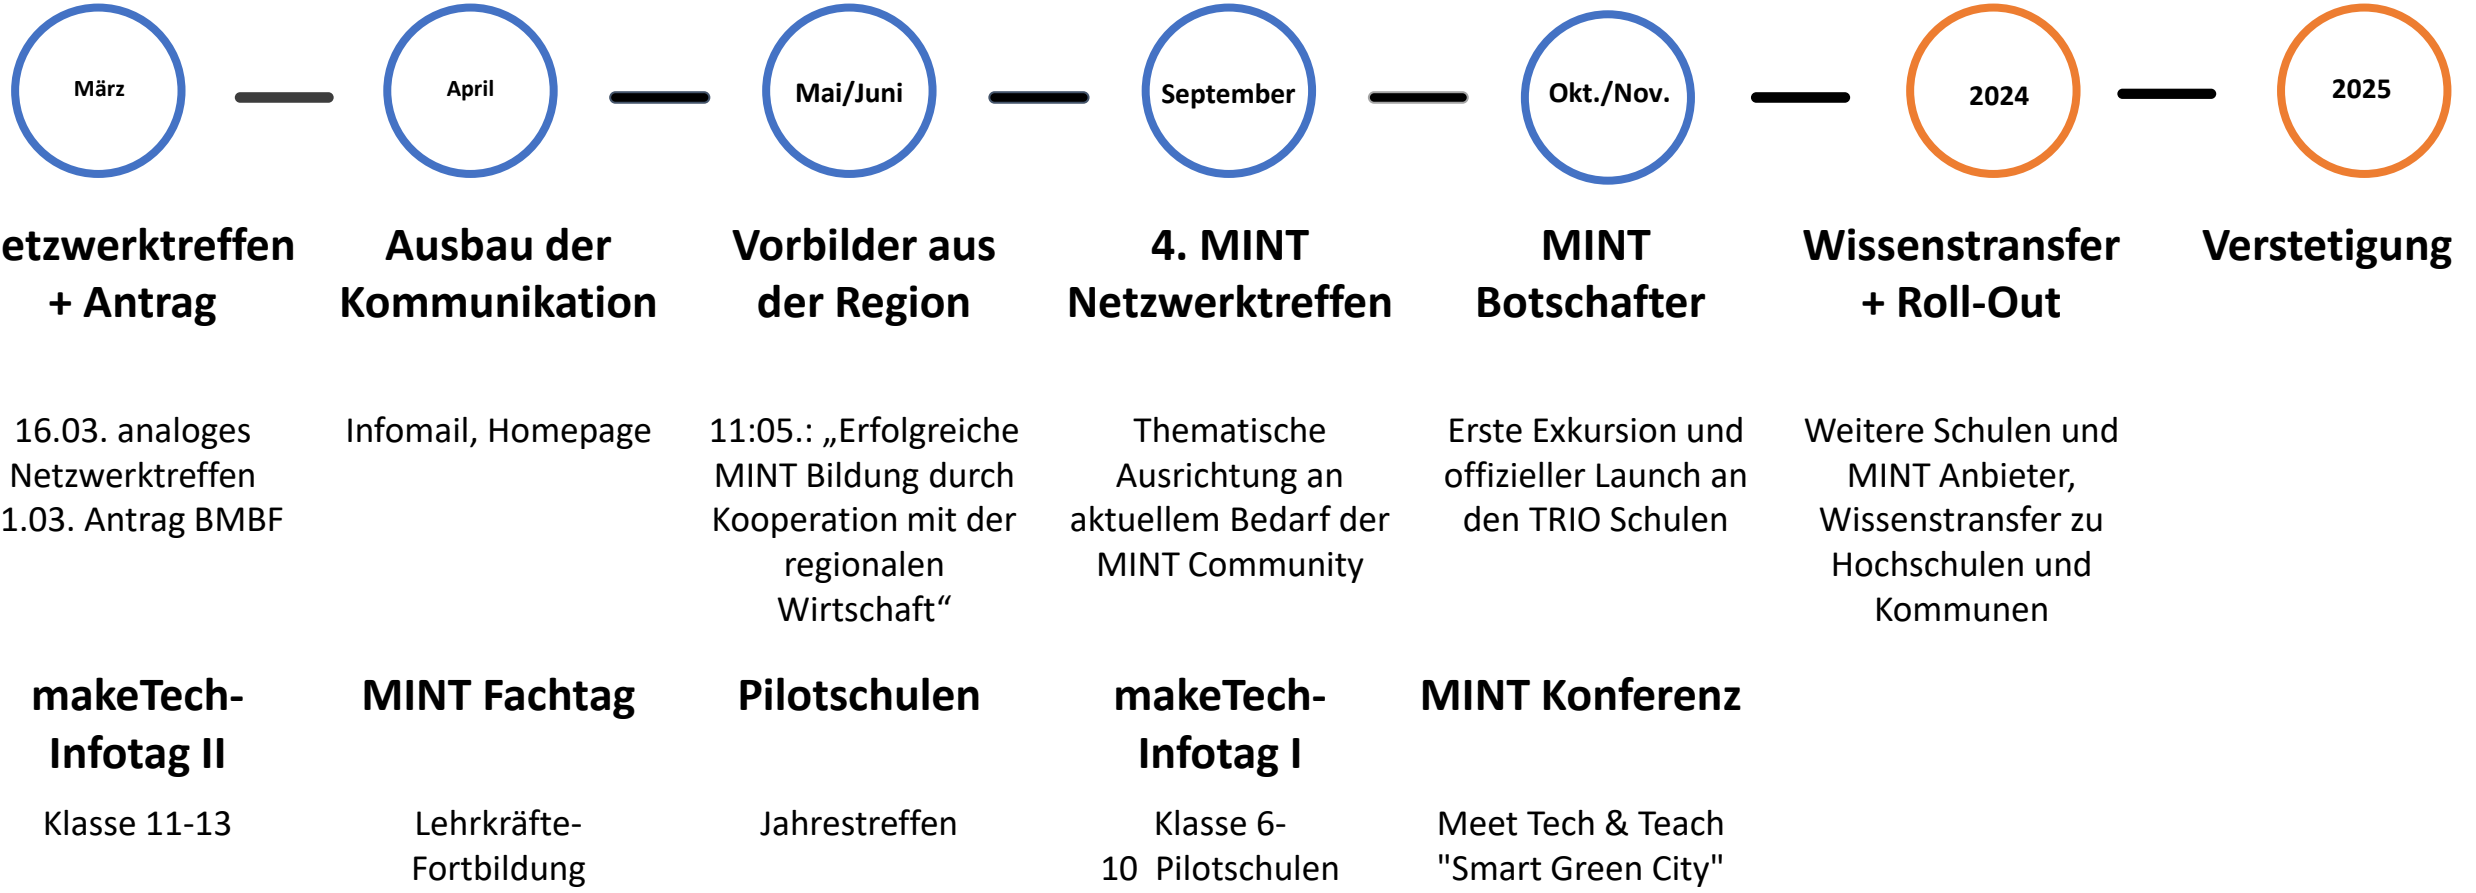 März
April
Mai/Juni
September
Okt./Nov.
2024
2025
etzwerktreffen
+ Antrag
Ausbau der
Kommunikation
Vorbilder aus
der Region
4. MINT
Netzwerktreffen
MINT
Botschafter
Wissenstransfer
+ Roll-Out
Verstetigung
16.03. analoges
Netzwerktreffen
1.03. Antrag BMBF
Infomail, Homepage
11:05.: „Erfolgreiche
MINT Bildung durch
Kooperation mit der
regionalen
Wirtschaft“
Thematische
Ausrichtung an
aktuellem Bedarf der
MINT Community
Erste Exkursion und
offizieller Launch an
den TRIO Schulen
Weitere Schulen und
MINT Anbieter,
Wissenstransfer zu
Hochschulen und
Kommunen
makeTech-
Infotag II
MINT Fachtag
Pilotschulen
makeTech-
Infotag I
MINT Konferenz
Klasse 11-13
Lehrkräfte-
Fortbildung
Jahrestreffen
Klasse 6-
10 Pilotschulen
Meet Tech & Teach
"Smart Green City"